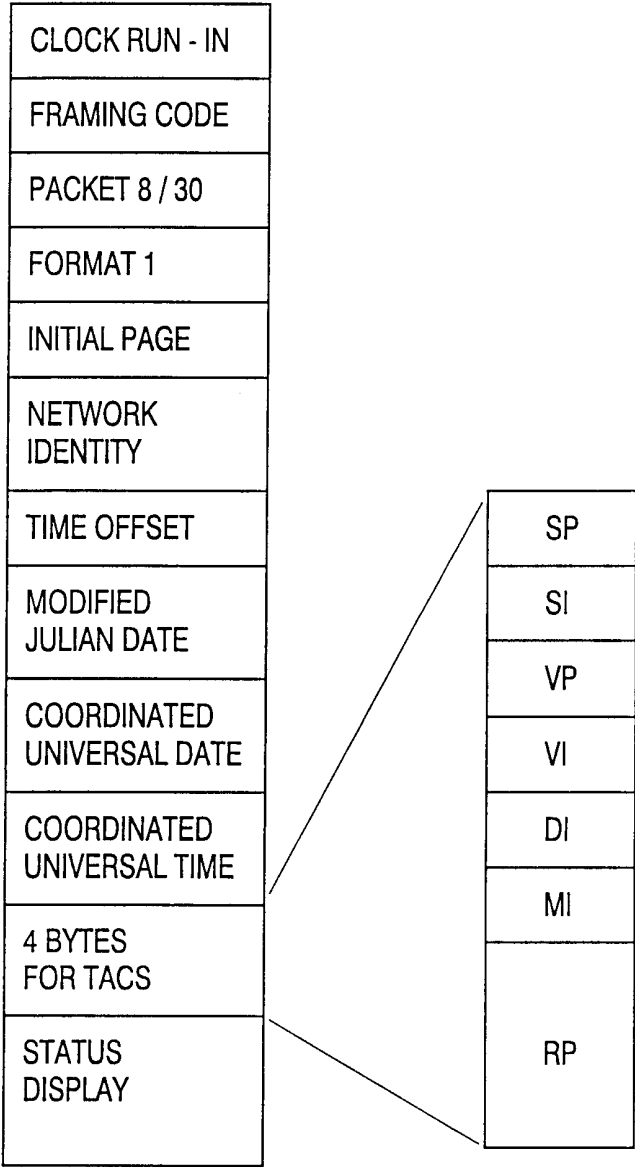 CLOCK RUN - IN
FRAMING CODE
PACKET 8 / 30
FORMAT 1
INITIAL PAGE
NETWORK
IDENTITY
TIME OFFSET
MODIFIED
JULIAN DATE
COORDINATED
UNIVERSAL DATE
COORDINATED
UNIVERSAL TIME
4 BYTES
FOR TACS
STATUS
DISPLAY
SP
SI
VP
VI
DI
MI
RP